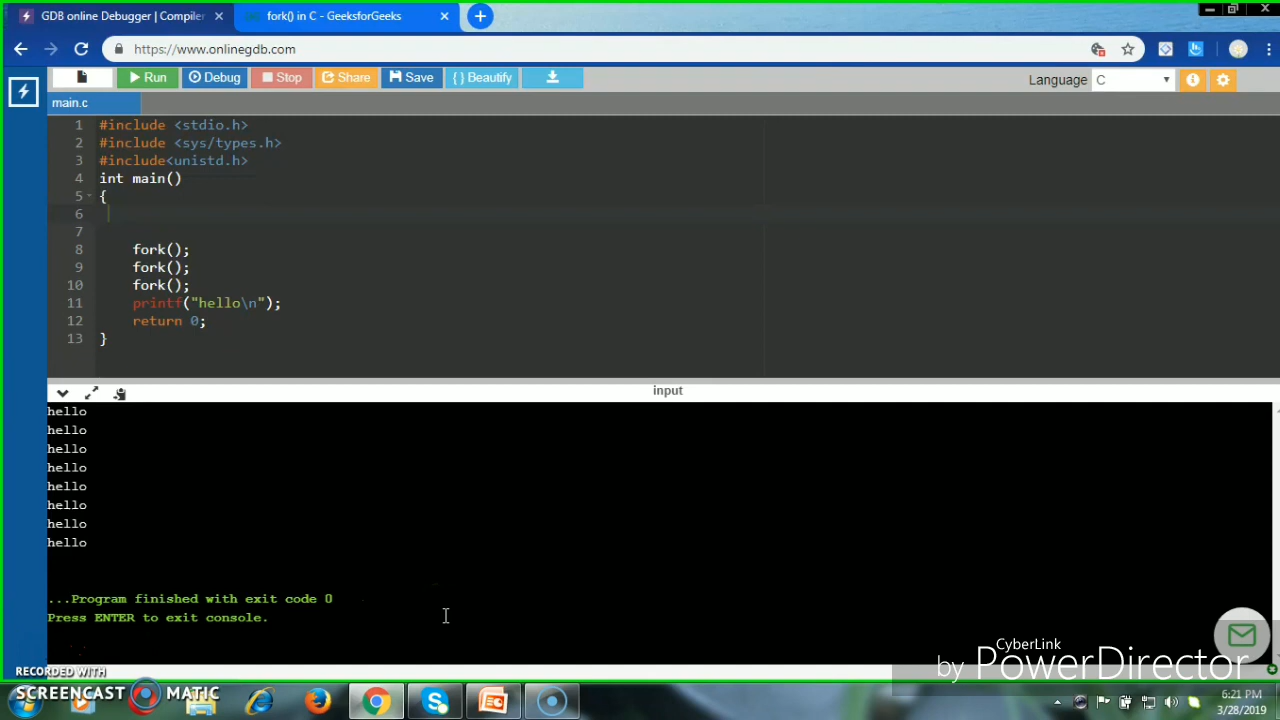 GDB online Debugger | Compiler
fork() in C - GeeksforGeeks
https://www.onlinegdb.com
Run
Debug
Stop
Share
Save
{ } Beautify
Language
C
main.c
1 #include <stdio.h>
2 #include <sys/types.h>
3 #include<unistd.h>
4 int main()
5 {
6
7
8 fork();
9 fork();
10 fork();
11 printf("hello\n");
12 return 0;
13 }
input
hello
hello
hello
hello
hello
hello
hello
hello
...Program finished with exit code 0
Press ENTER to exit console.
CyberLink
by PowerDirector
RECORDED WITH
SCREENCAST MATIC
6:21 PM
3/28/2019